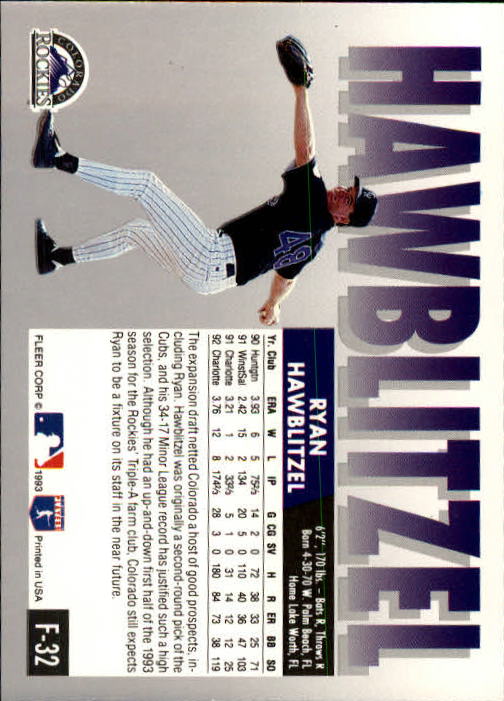 HAWBLITZEL
COLORADO
ROCKIES
48
RYAN
HAWBLITZEL
6'2", 170 lbs – Bats R, Throws R
Born 4-30-70 W. Palm Beach, FL
Home Lake Worth, FL
Yr. Club ERA W L IP G CG SV H R ER BB SO
90 Huntgtn 3.93 6 5 75⅔ 14 2 0 72 38 33 25 71
91 WinstSal 2.42 15 2 134 20 5 0 110 40 36 47 103
91 Charlotte 3.21 1 2 33⅔ 5 1 0 31 14 12 12 25
92 Charlotte 3.76 12 8 174⅔ 28 3 0 180 84 73 38 119
The expansion draft netted Colorado a host of good prospects, in-
cluding Ryan. Hawblitzel was originally a second-round pick of the
Cubs, and his 34-17 Minor League record has justified such a high
selection. Although he had an up-and-down first half of the 1993
season for the Rockies' Triple-A farm club, Colorado still expects
Ryan to be a fixture on its staff in the near future.
FLEER CORP © 1993 Printed in USA
F-32